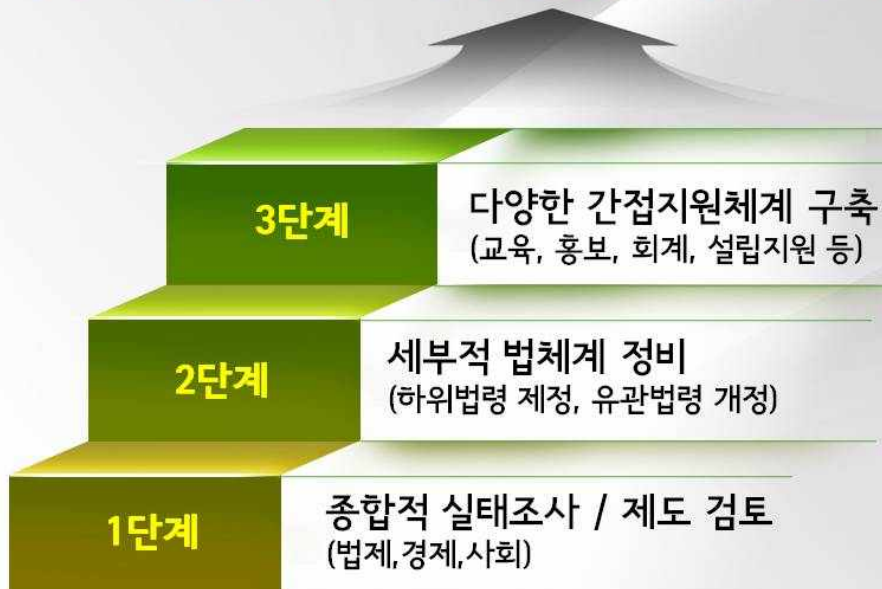 3단계
다양한 간접지원체계 구축
(교육, 홍보, 회계, 설립지원 등)
2단계
세부적 법체계 정비
(하위법령 제정, 유관법령 개정)
1단계
종합적 실태조사 / 제도 검토
(법제,경제,사회)